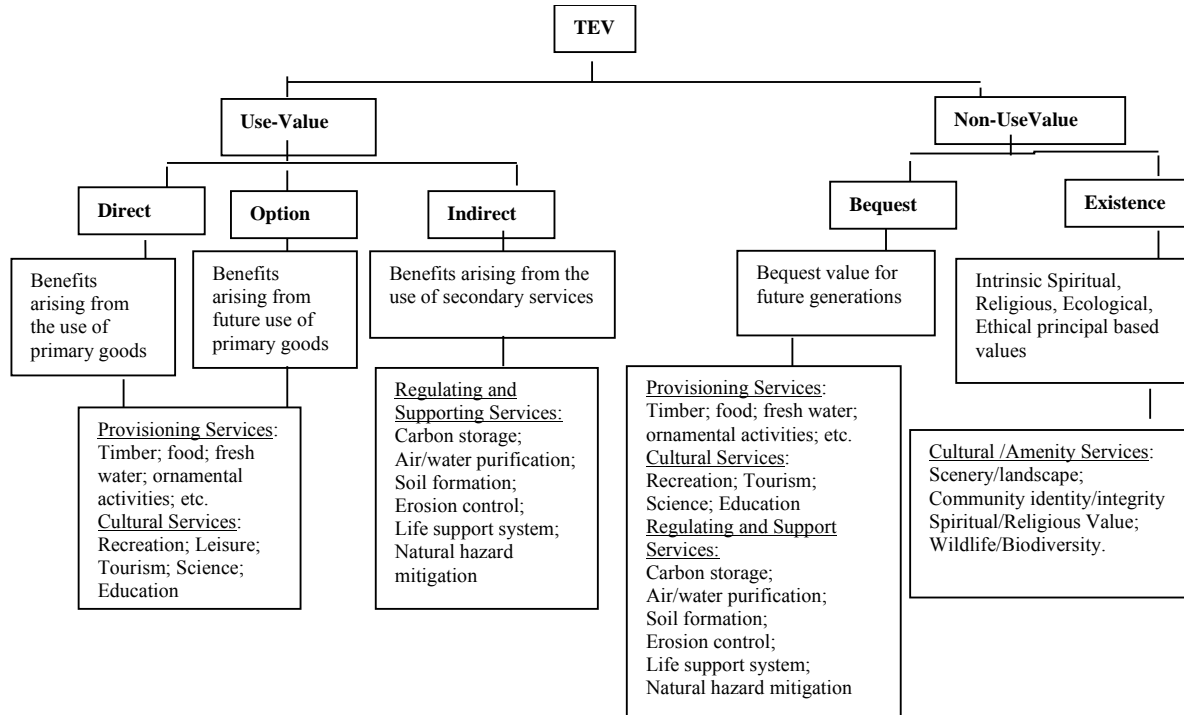 TEV
Use-Value
Non-UseValue
Direct
Option
Indirect
Bequest
Existence
Benefits
arising from
the use of
primary goods
Benefits
arising from
future use of
primary goods
Benefits arising from the
use of secondary services
Bequest value for
future generations
Intrinsic Spiritual,
Religious, Ecological,
Ethical principal based
values
Provisioning Services:
Timber; food; fresh
water; ornamental
activities; etc.
Cultural Services:
Recreation; Leisure;
Tourism; Science;
Education
Regulating and
Supporting Services:
Carbon storage;
Air/water purification;
Soil formation;
Erosion control;
Life support system;
Natural hazard
mitigation
Provisioning Services:
Timber; food; fresh water;
ornamental activities; etc.
Cultural Services:
Recreation; Tourism;
Science; Education
Regulating and Support
Services:
Carbon storage;
Air/water purification;
Soil formation;
Erosion control;
Life support system;
Natural hazard mitigation
Cultural /Amenity Services:
Scenery/landscape;
Community identity/integrity
Spiritual/Religious Value;
Wildlife/Biodiversity.